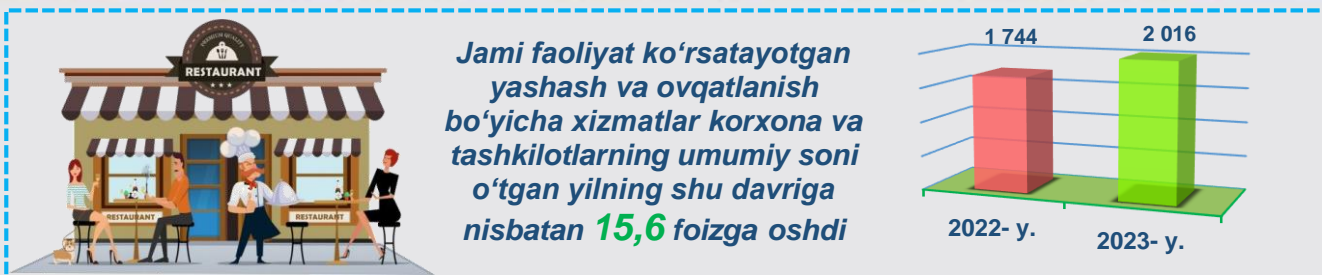 PREMIUM QUALITY
RESTAURANT
RESTAURANT
RESTAURANT
Jami faoliyat ko‘rsatayotgan
yashash va ovqatlanish
bo‘yicha xizmatlar korxona va
tashkilotlarning umumiy soni
o‘tgan yilning shu davriga
nisbatan 15,6 foizga oshdi
1 744
2 016
2022- y.
2023- y.